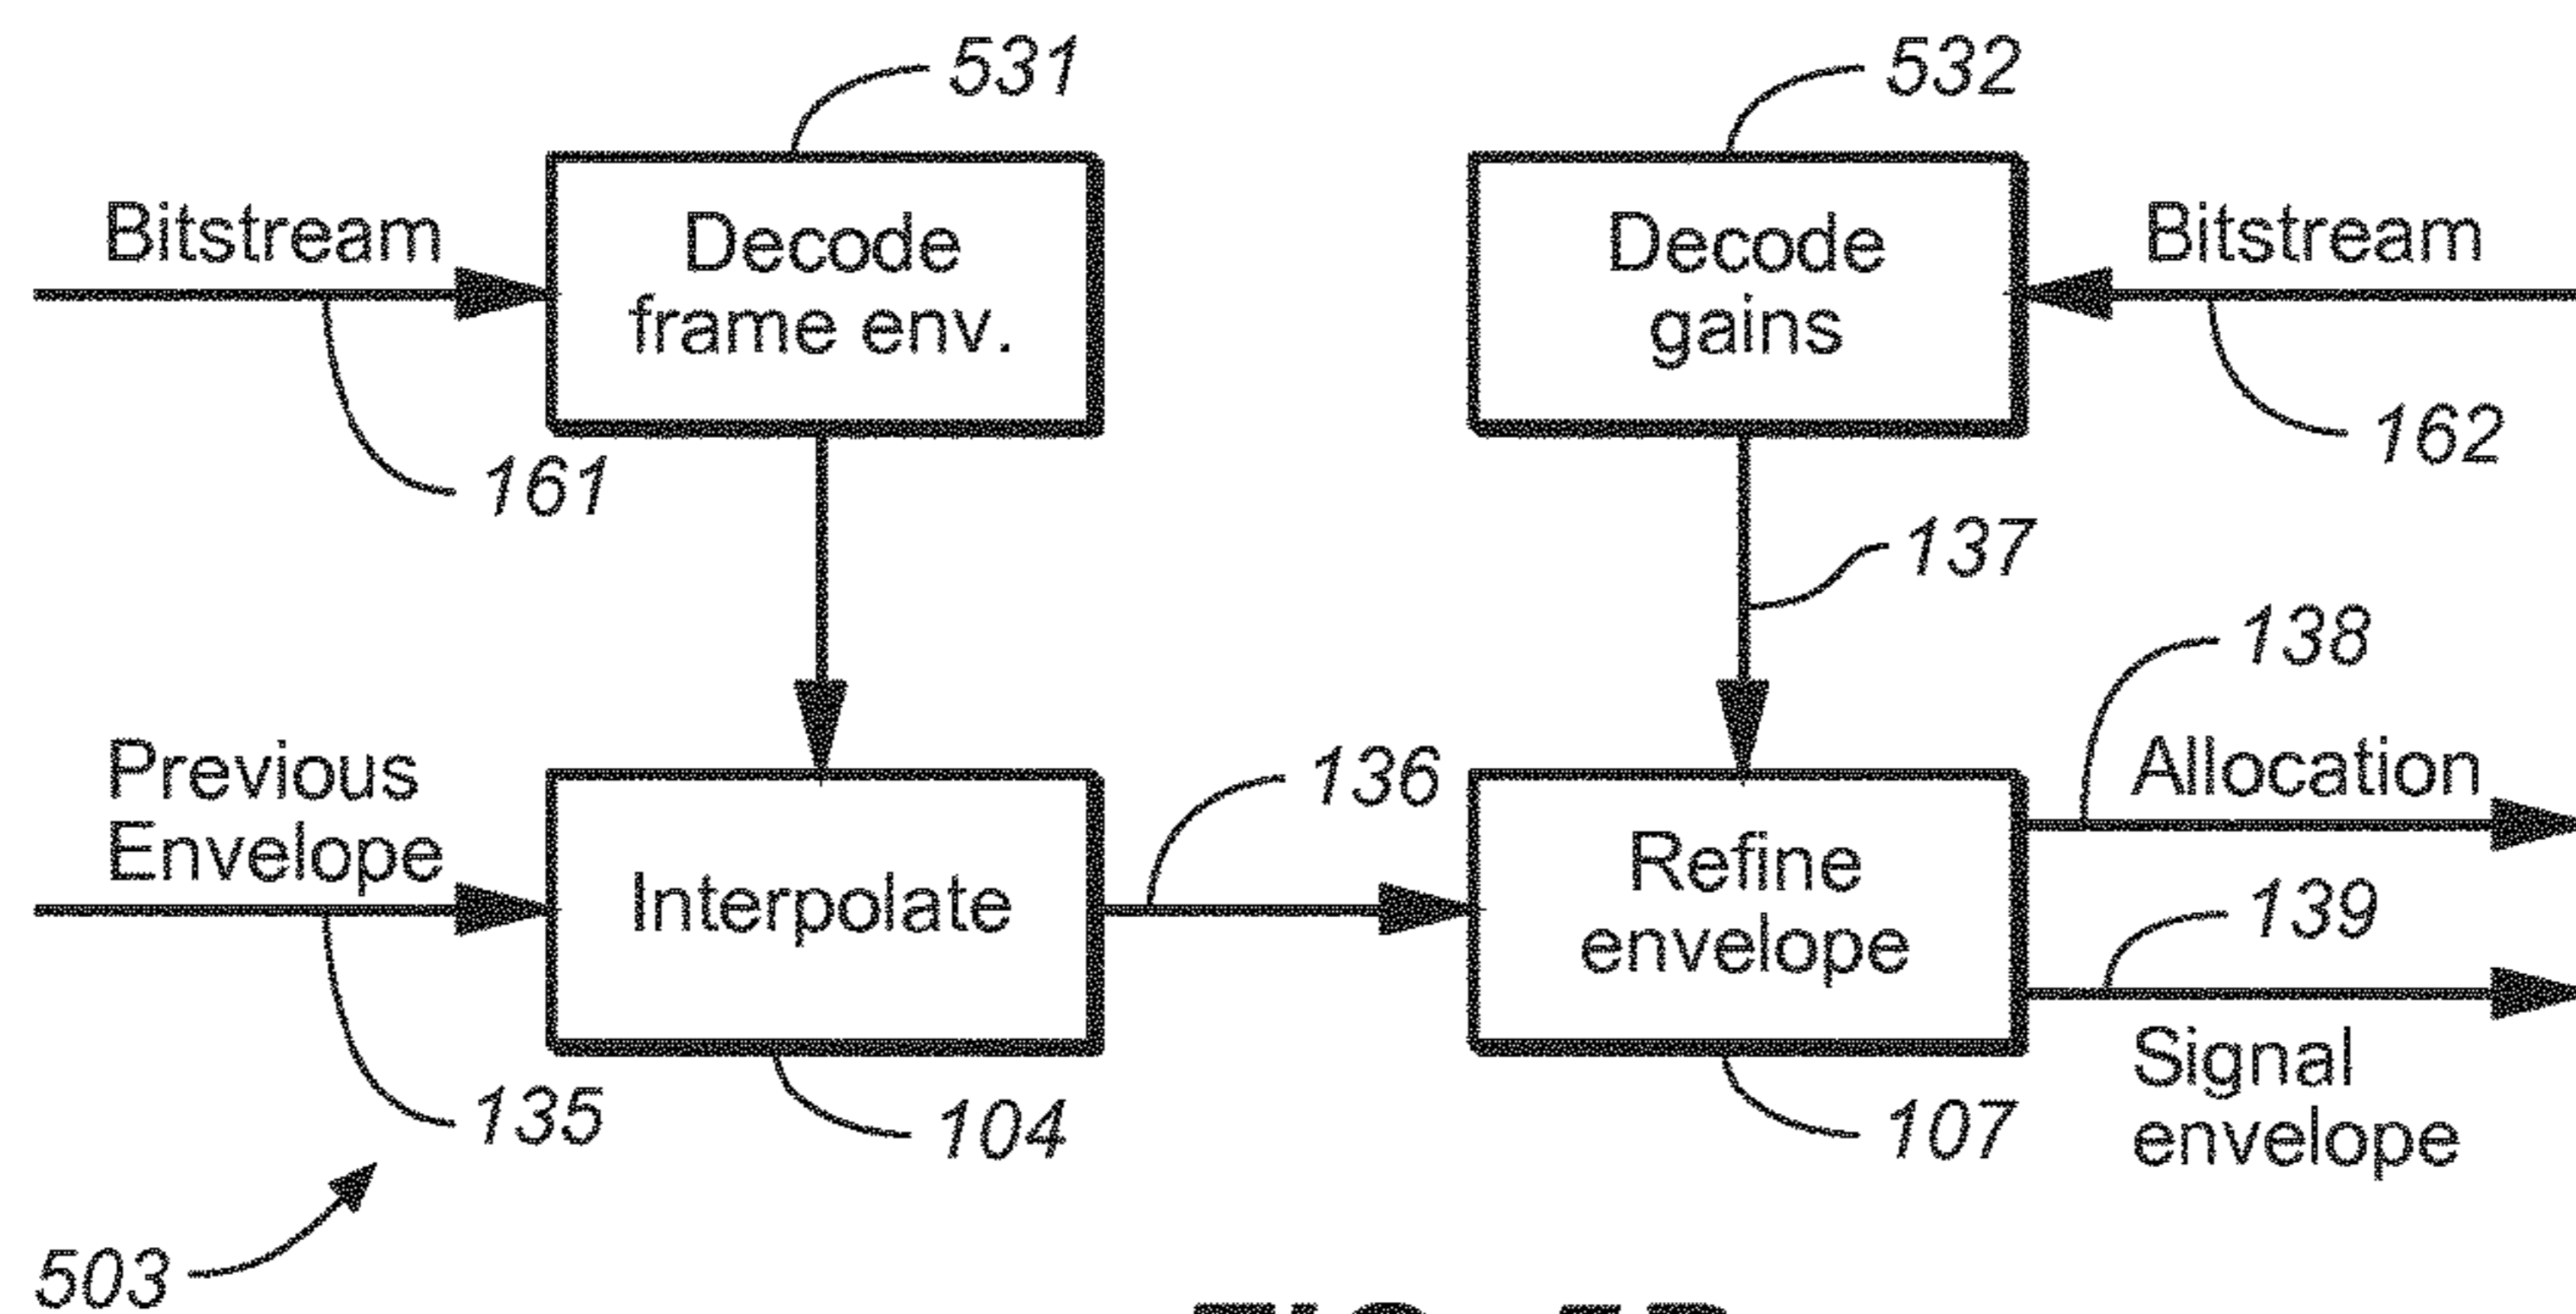 531
532
Bitstream
Decode
frame env.
Decode
gains
Bitstream
161
162
137
138
Previous
Envelope
136
Allocation
Interpolate
Refine
envelope
139
Signal
envelope
135
104
107
503